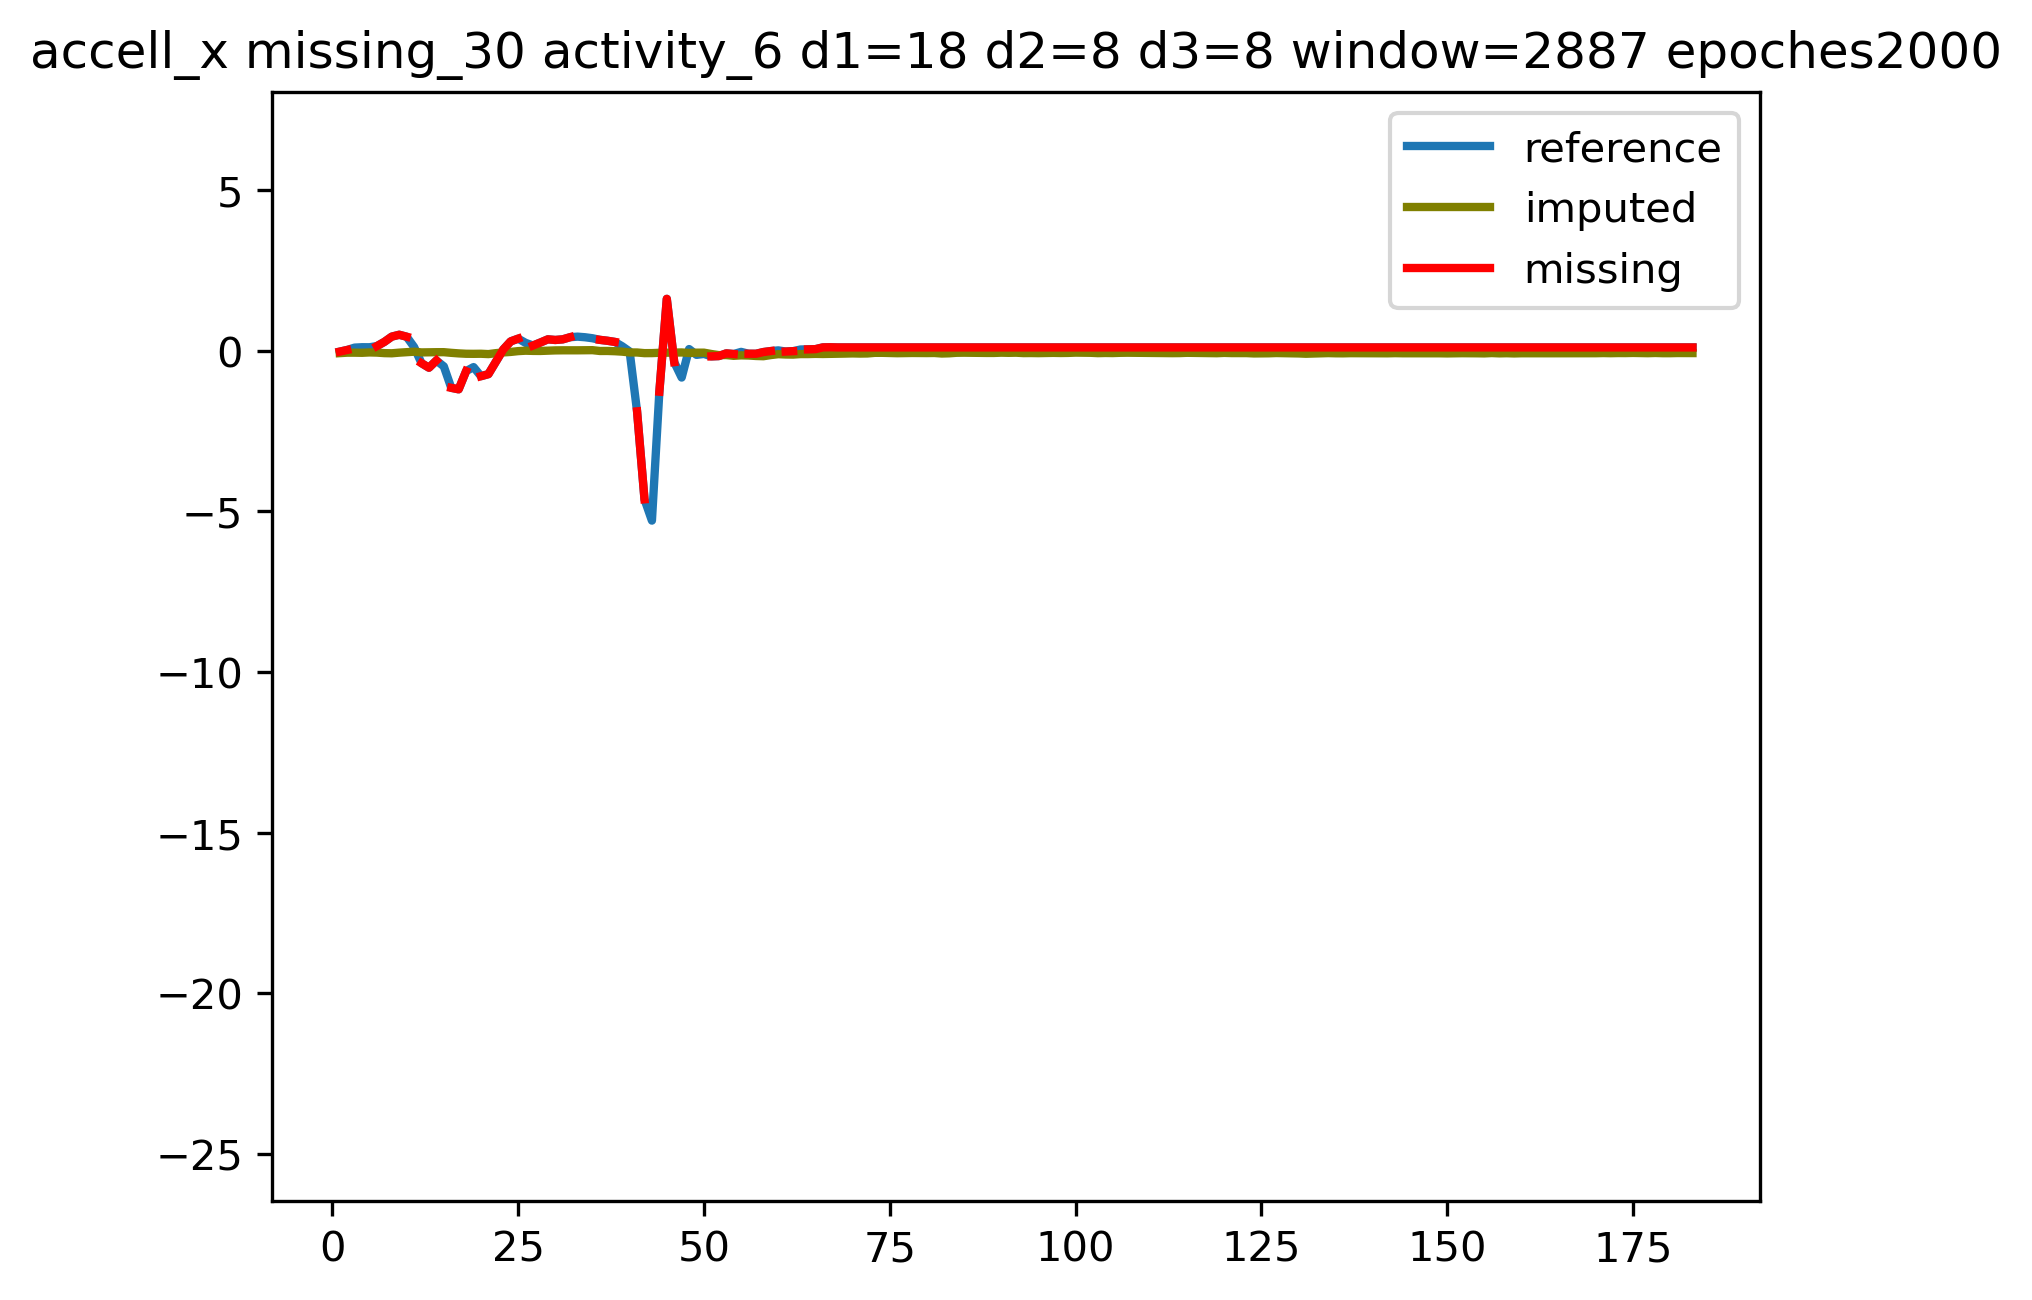 accell_x missing_30 activity_6 d1=18 d2=8 d3=8 window=2887 epoches2000
reference
imputed
missing
5
0
−5
−10
−15
−20
−25
0 25 50 75 100 125 150 175